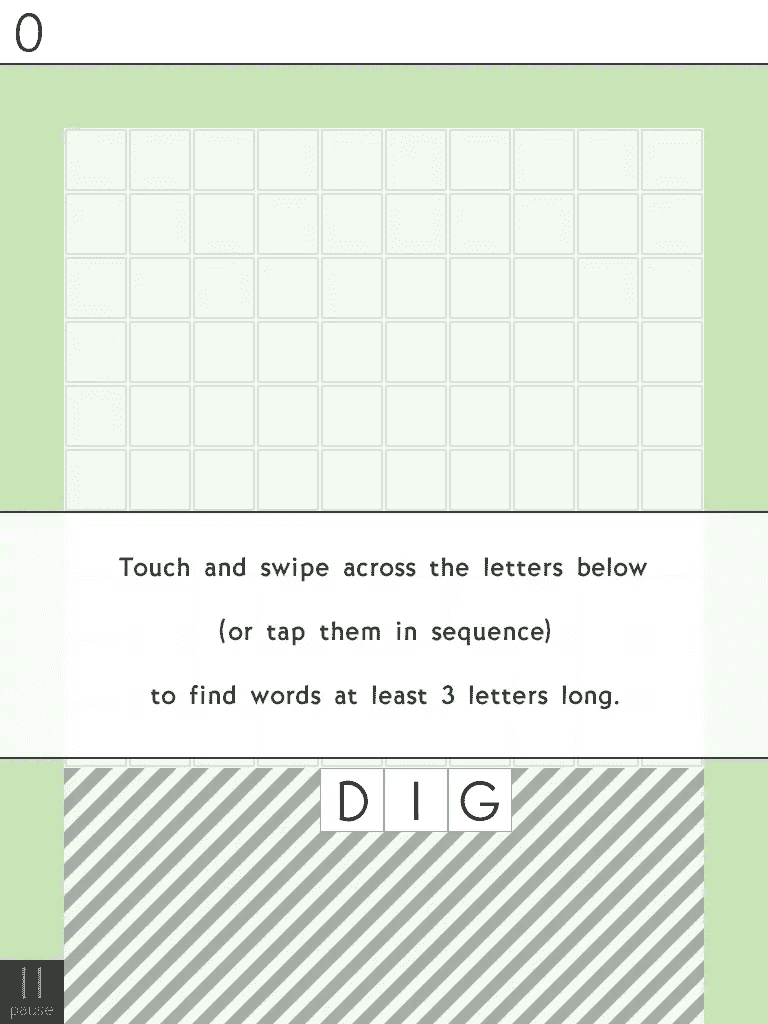 0
Touch and swipe across the letters below
(or tap them in sequence)
to find words at least 3 letters long.
D I G
pause